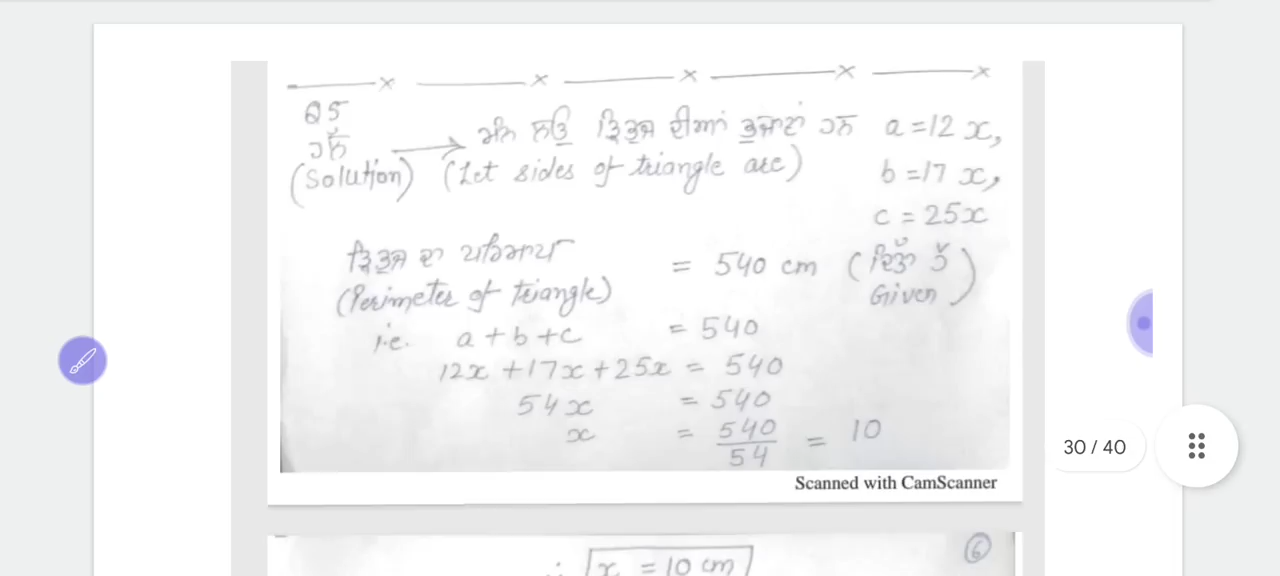 Q5
ਹੱਲ → ਮੰਨ ਲਉ ਤ੍ਰਿਭੁਜ ਦੀਆਂ ਭੁਜਾਵਾਂ ਹਨ a = 12x,
(Solution) (Let sides of triangle are) b = 17x,
c = 25x
ਤ੍ਰਿਭੁਜ ਦਾ ਪਰਿਮਾਪ = 540 cm (ਦਿੱਤਾ ਹੈ
(Perimeter of triangle) Given)
i.e. a + b + c = 540
12x + 17x + 25x = 540
54x = 540
x = 540/54 = 10
Scanned with CamScanner
30 / 40
6
∴ x = 10 cm